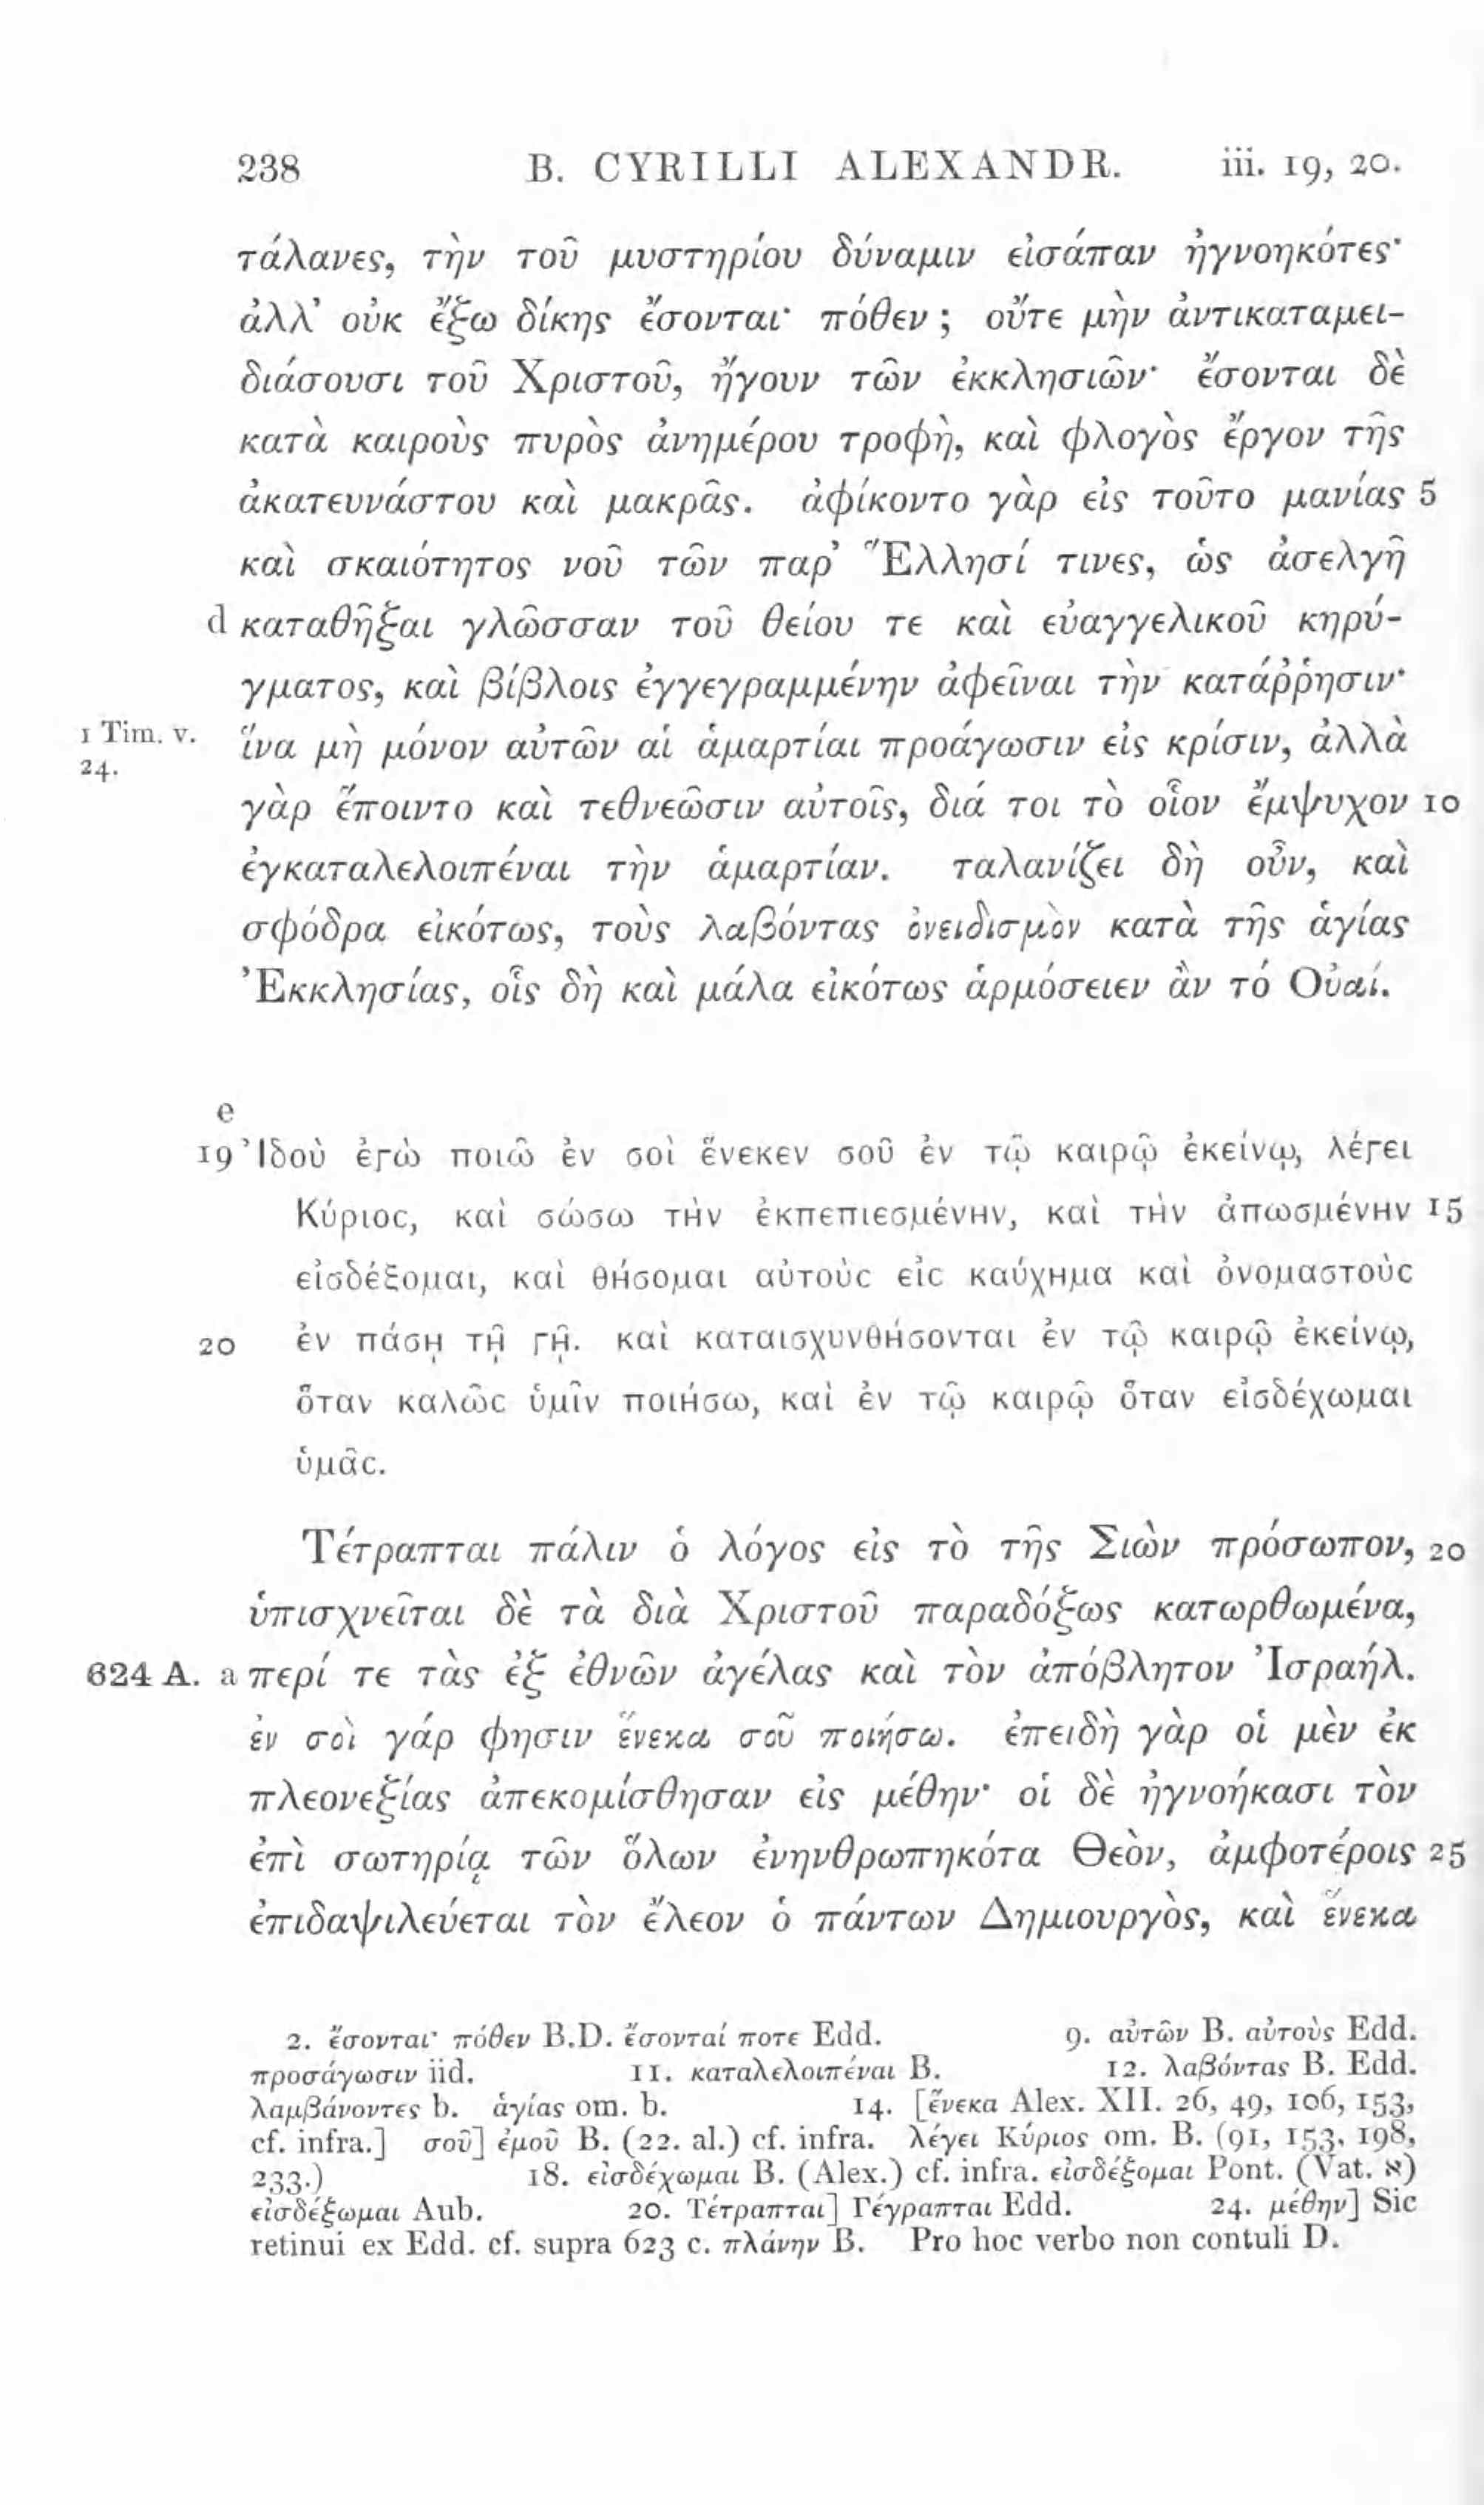 238 B. CYRILLI ALEXANDR. iii. 19, 20.
τάλανες, τὴν τοῦ μυστηρίου δύναμιν εἰσάπαν ἠγνοηκότες·
ἀλλ’ οὐκ ἔξω δίκης ἔσονται· πόθεν ; οὔτε μὴν ἀντικαταμει-
διάσουσι τοῦ Χριστοῦ, ἤγουν τῶν ἐκκλησιῶν· ἔσονται δὲ
κατὰ καιροὺς πυρὸς ἀνημέρου τροφὴ, καὶ φλογὸς ἔργον τῆς
ἀκατευνάστου καὶ μακρᾶς. ἀφίκοντο γὰρ εἰς τοῦτο μανίας 5
καὶ σκαιότητος νοῦ τῶν παρ’ Ἕλλησί τινες, ὡς ἀσελγῆ
d καταθῆξαι γλῶσσαν τοῦ θείου τε καὶ εὐαγγελικοῦ κηρύ-
γματος, καὶ βίβλοις ἐγγεγραμμένην ἀφεῖναι τὴν κατάῤῥησιν·
1 Tim. v. ἵνα μὴ μόνον αὐτῶν αἱ ἁμαρτίαι προάγωσιν εἰς κρίσιν, ἀλλὰ
24.
γὰρ ἕποιντο καὶ τεθνεῶσιν αὐτοῖς, διά τοι τὸ οἷον ἔμψυχον 10
ἐγκαταλελοιπέναι τὴν ἁμαρτίαν. ταλανίζει δὴ οὖν, καὶ
σφόδρα εἰκότως, τοὺς λαβόντας ὀνειδισμὸν κατὰ τῆς ἁγίας
Ἐκκλησίας, οἷς δὴ καὶ μάλα εἰκότως ἁρμόσειεν ἂν τό Οὐαί.
e
19 Ἰδοὺ ἐγὼ ποιῶ ἐν σοὶ ἕνεκεν σοῦ ἐν τῷ καιρῷ ἐκείνῳ, λέγει
Κύριος, καὶ σώσω τὴν ἐκπεπιεσμένην, καὶ τὴν ἀπωσμένην 15
εἰσδέξομαι, καὶ θήσομαι αὐτοὺς εἰς καύχημα καὶ ὀνομαστοὺς
20 ἐν πάσῃ τῇ γῇ. καὶ καταισχυνθήσονται ἐν τῷ καιρῷ ἐκείνῳ,
ὅταν καλῶς ὑμῖν ποιήσω, καὶ ἐν τῷ καιρῷ ὅταν εἰσδέχωμαι
ὑμᾶς.
Τέτραπται πάλιν ὁ λόγος εἰς τὸ τῆς Σιὼν πρόσωπον, 20
ὑπισχνεῖται δὲ τὰ διὰ Χριστοῦ παραδόξως κατωρθωμένα,
624 A. a περί τε τὰς ἐξ ἐθνῶν ἀγέλας καὶ τὸν ἀπόβλητον Ἰσραήλ.
ἐν σοὶ γάρ φησιν ἕνεκα σοῦ ποιήσω. ἐπειδὴ γὰρ οἱ μὲν ἐκ
πλεονεξίας ἀπεκομίσθησαν εἰς μέθην· οἱ δὲ ἠγνοήκασι τὸν
ἐπὶ σωτηρίᾳ τῶν ὅλων ἐνηνθρωπηκότα Θεὸν, ἀμφοτέροις 25
ἐπιδαψιλεύεται τὸν ἔλεον ὁ πάντων Δημιουργὸς, καὶ ἕνεκα
2. ἔσονται· πόθεν B.D. ἔσονταί ποτε Edd. 9. αὐτῶν B. αὐτοὺς Edd.
προσάγωσιν iid. 11. καταλελοιπέναι B. 12. λαβόντας B. Edd.
λαμβάνοντες b. ἁγίας om. b. 14. [ἕνεκα Alex. XII. 26, 49, 106, 153,
cf. infra.] σοῦ] ἐμοῦ B. (22. al.) cf. infra. λέγει Κύριος om. B. (91, 153, 198,
233.) 18. εἰσδέχωμαι B. (Alex.) cf. infra. εἰσδέξομαι Pont. (Vat. א)
εἰσδέξωμαι Aub. 20. Τέτραπται] Γέγραπται Edd. 24. μέθην] Sic
retinui ex Edd. cf. supra 623 c. πλάνην B. Pro hoc verbo non contuli D.